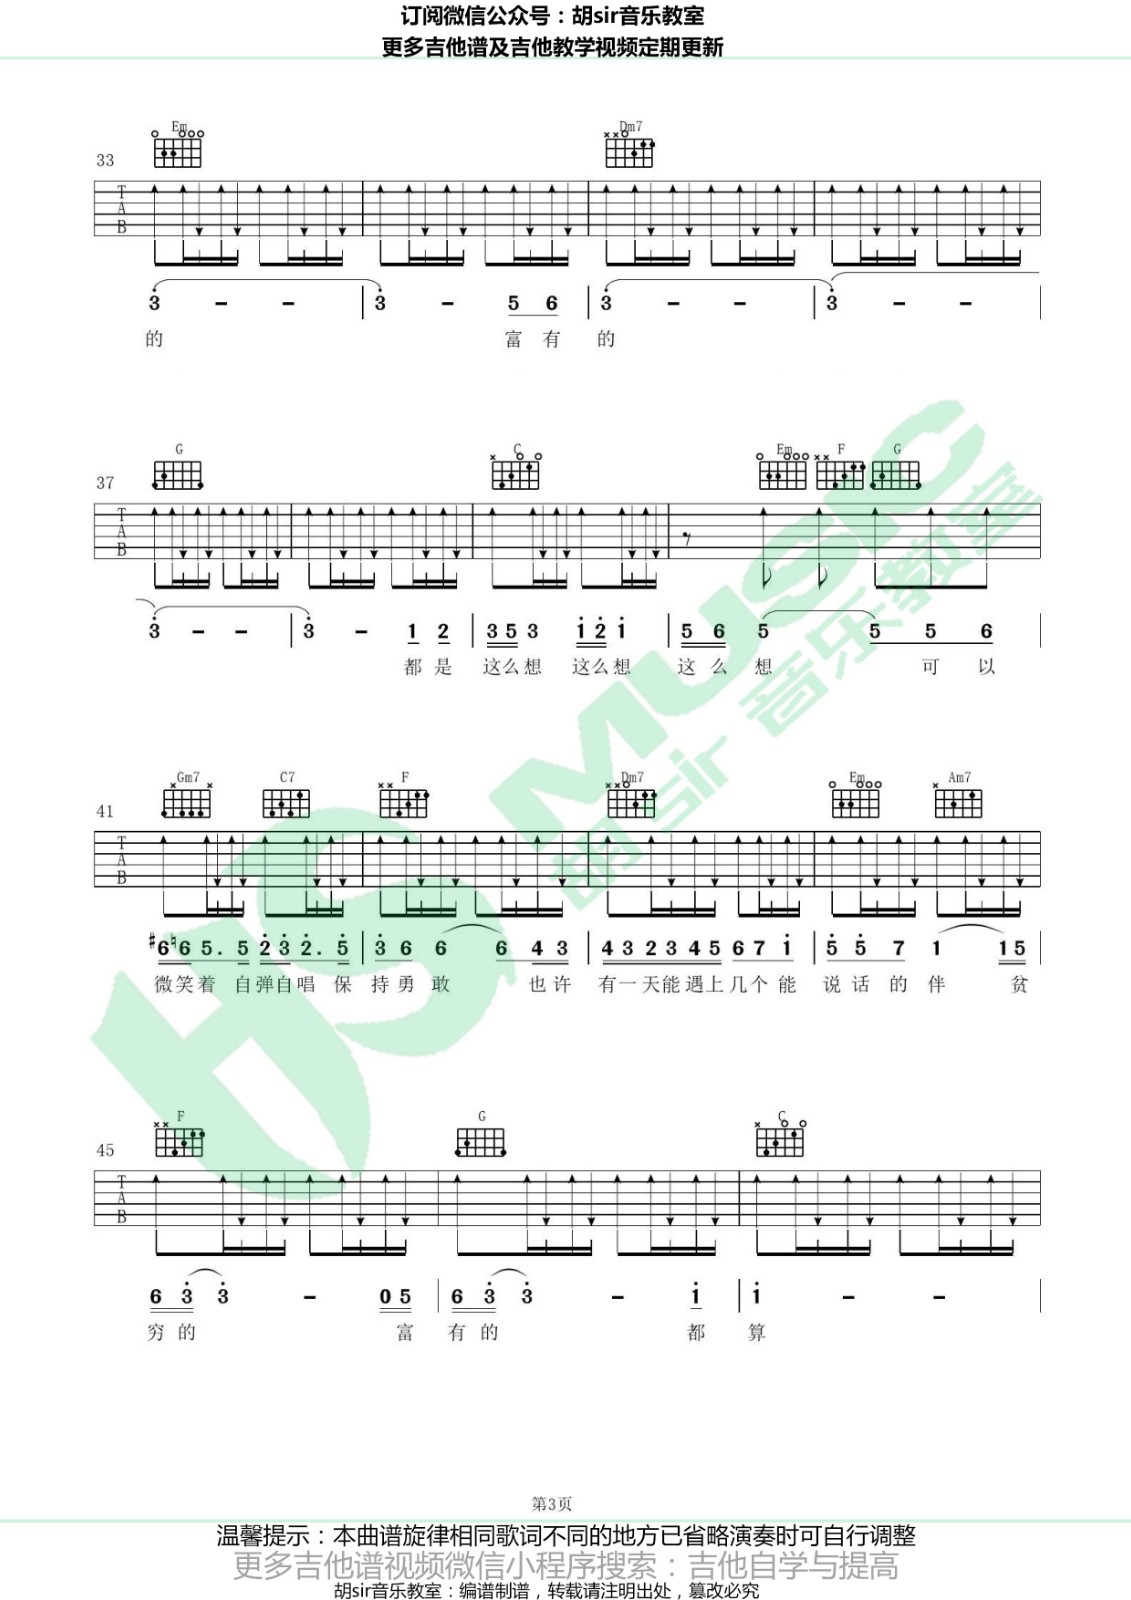 订阅微信公众号：胡sir音乐教室
更多吉他谱及吉他教学视频定期更新
Em Dm7
33
T
A
B
3 - - 3 - 5 6 3 - - 3 - -
的 富 有 的
G C Em F G
37
T
A
B
3 - - 3 - 1 2 3 5 3 1 2 1 5 6 5 5 5 6
都 是 这么想 这么想 这 么 想 可 以
Gm7 C7 F Dm7 Em Am7
41
T
A
B
#6 ♮6 5. 5 2 3 2. 5 3 6 6 6 4 3 4 3 2 3 4 5 6 7 1 5 5 7 1 1 5
微笑着 自弹自唱 保 持 勇 敢 也 许 有一天能遇上几个 能 说 话 的 伴 贫
F G C
45
T
A
B
6 3 3 - 0 5 6 3 3 - 1 1 - -
穷 的 富 有 的 都 算
HS MUSIC
胡sir 音乐教室
第3页
温馨提示：本曲谱旋律相同歌词不同的地方已省略演奏时可自行调整
更多吉他谱视频微信小程序搜索：吉他自学与提高
胡sir音乐教室：编谱制谱，转载请注明出处，篡改必究